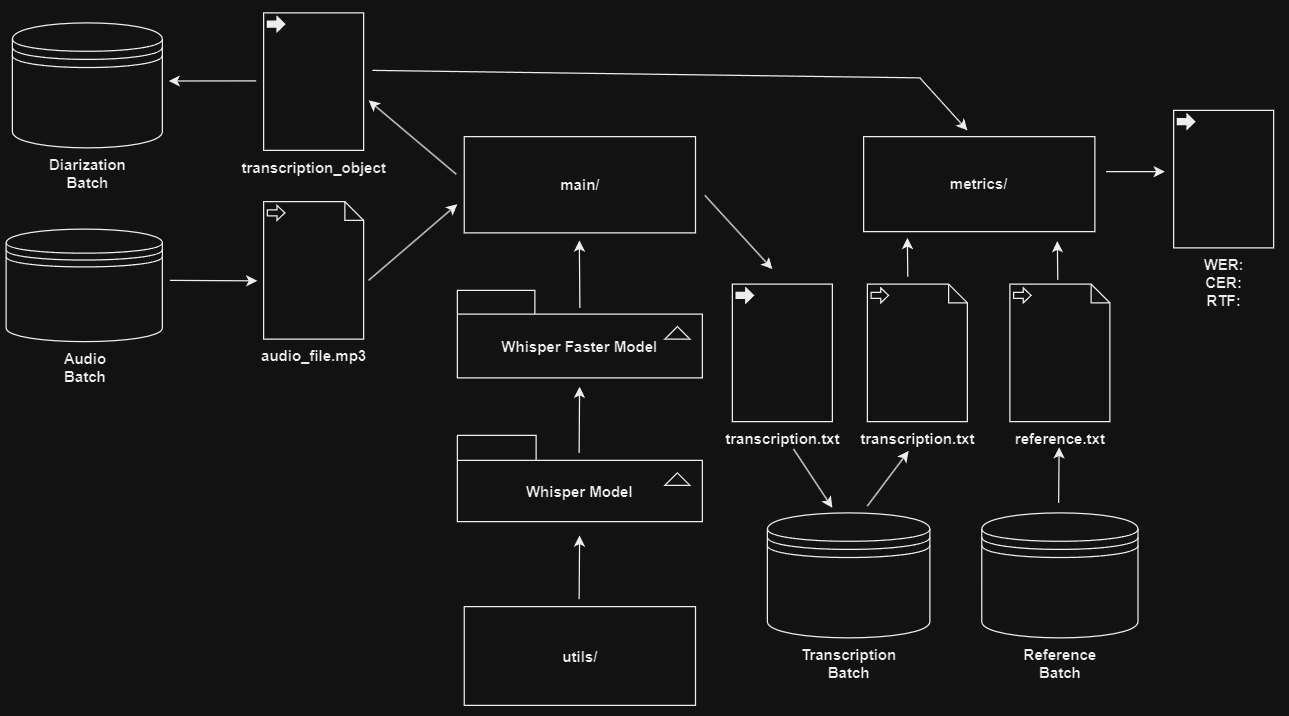 Diarization
Batch
transcription_object
main/
metrics/
WER:
CER:
RTF:
Audio
Batch
audio_file.mp3
Whisper Faster Model
transcription.txt
transcription.txt
reference.txt
Whisper Model
utils/
Transcription
Batch
Reference
Batch